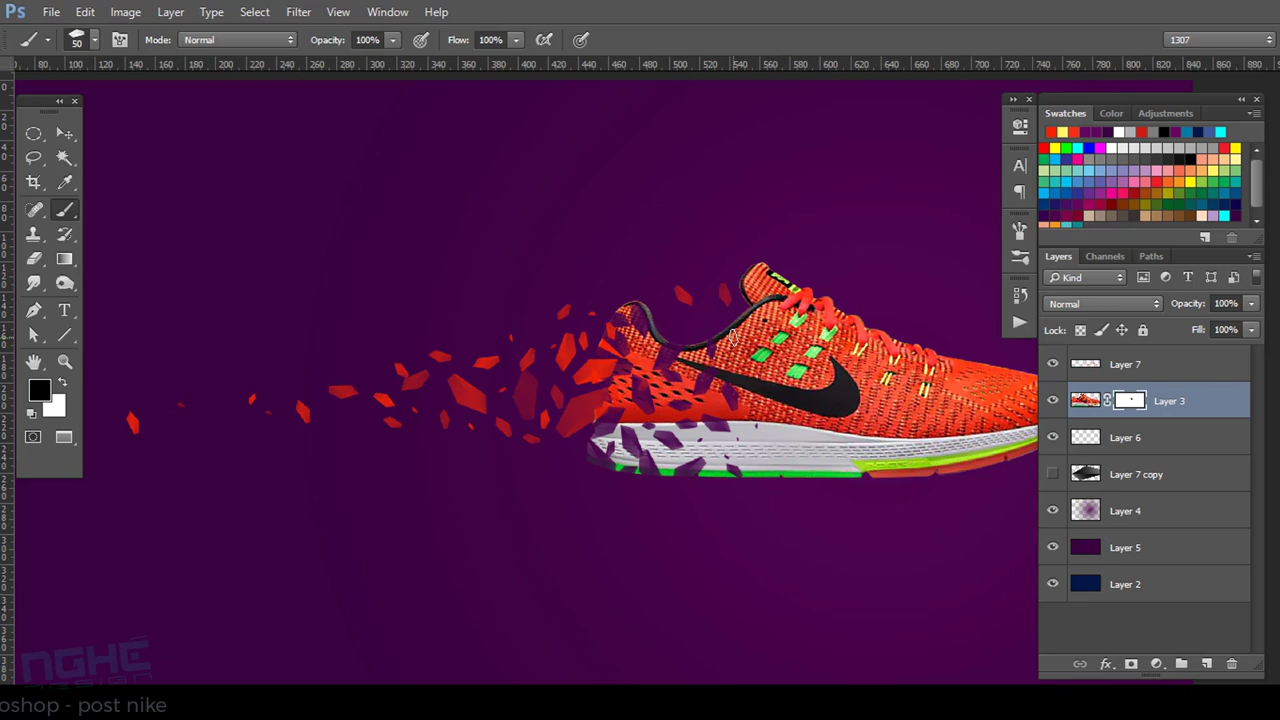 Ps File Edit Image Layer Type Select Filter View Window Help
50 Mode: Normal Opacity: 100% Flow: 100% 1307
Swatches Color Adjustments
Layers Channels Paths
Kind
Normal Opacity: 100%
Lock: Fill: 100%
Layer 7
Layer 3
Layer 6
Layer 7 copy
Layer 4
Layer 5
Layer 2
NGHÉ
DESIGN
oshop - post nike